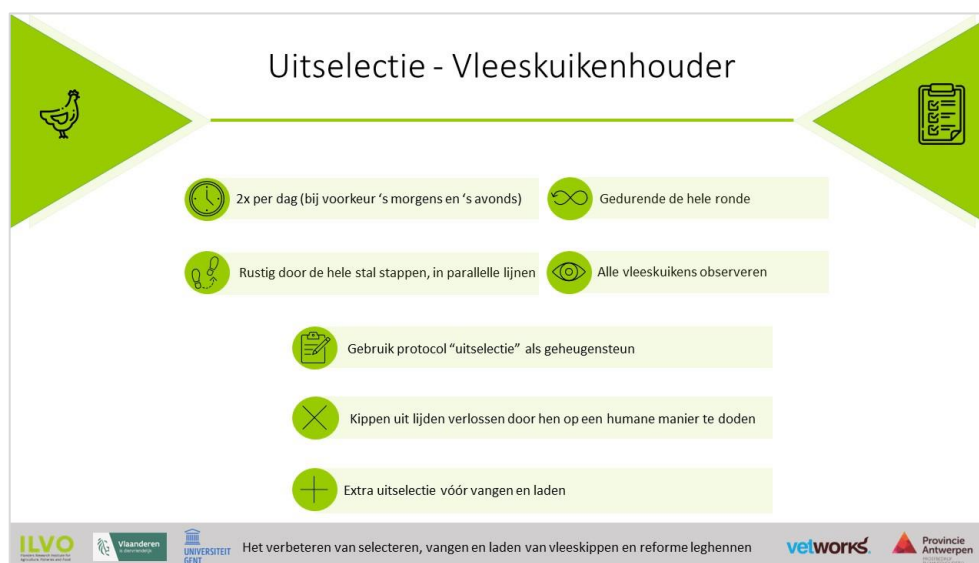 Uitselectie - Vleeskuikenhouder
2x per dag (bij voorkeur 's morgens en 's avonds)
Gedurende de hele ronde
Rustig door de hele stal stappen, in parallelle lijnen
Alle vleeskuikens observeren
Gebruik protocol “uitselectie” als geheugensteun
Kippen uit lijden verlossen door hen op een humane manier te doden
Extra uitselectie vóór vangen en laden
ILVO
Vlaanderen
UNIVERSITEIT
GENT
Het verbeteren van selecteren, vangen en laden van vleeskippen en reforme leghennen
vetworks.
Provincie
Antwerpen